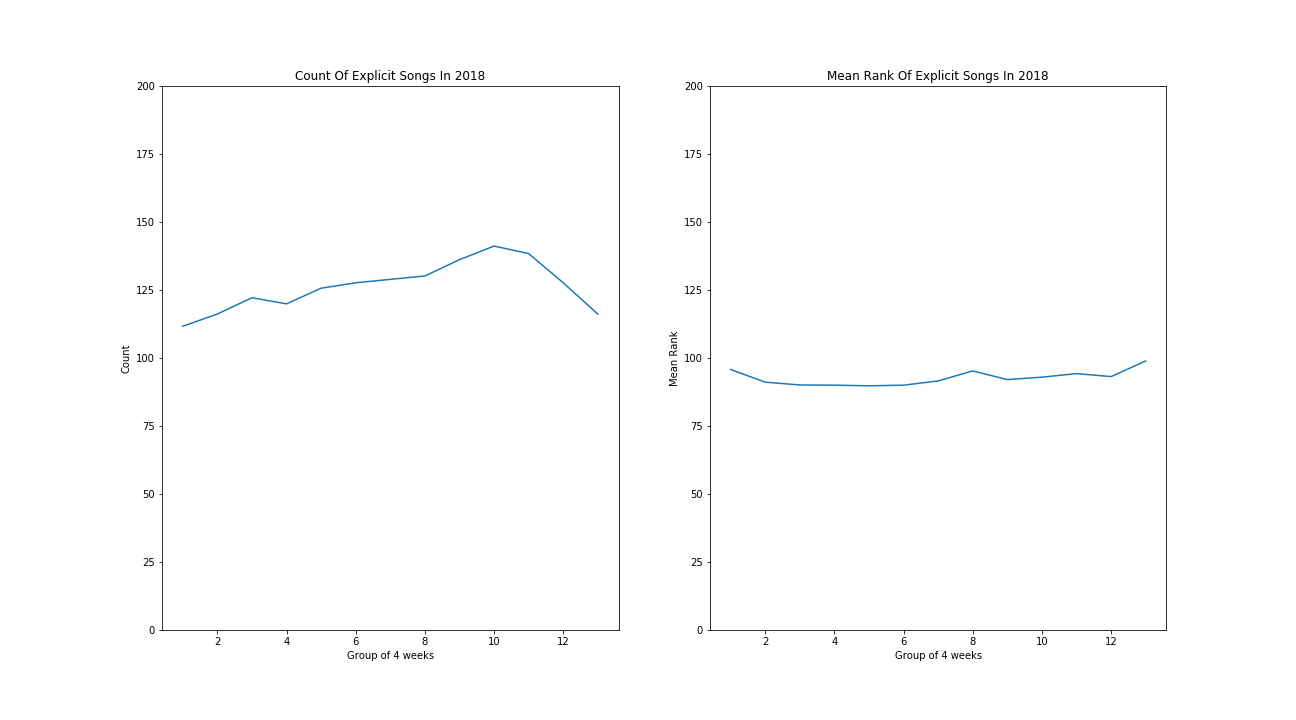 Count Of Explicit Songs In 2018
200
175
150
125
100
75
50
25
0
Count
2 4 6 8 10 12
Group of 4 weeks
Mean Rank Of Explicit Songs In 2018
200
175
150
125
100
75
50
25
0
Mean Rank
2 4 6 8 10 12
Group of 4 weeks